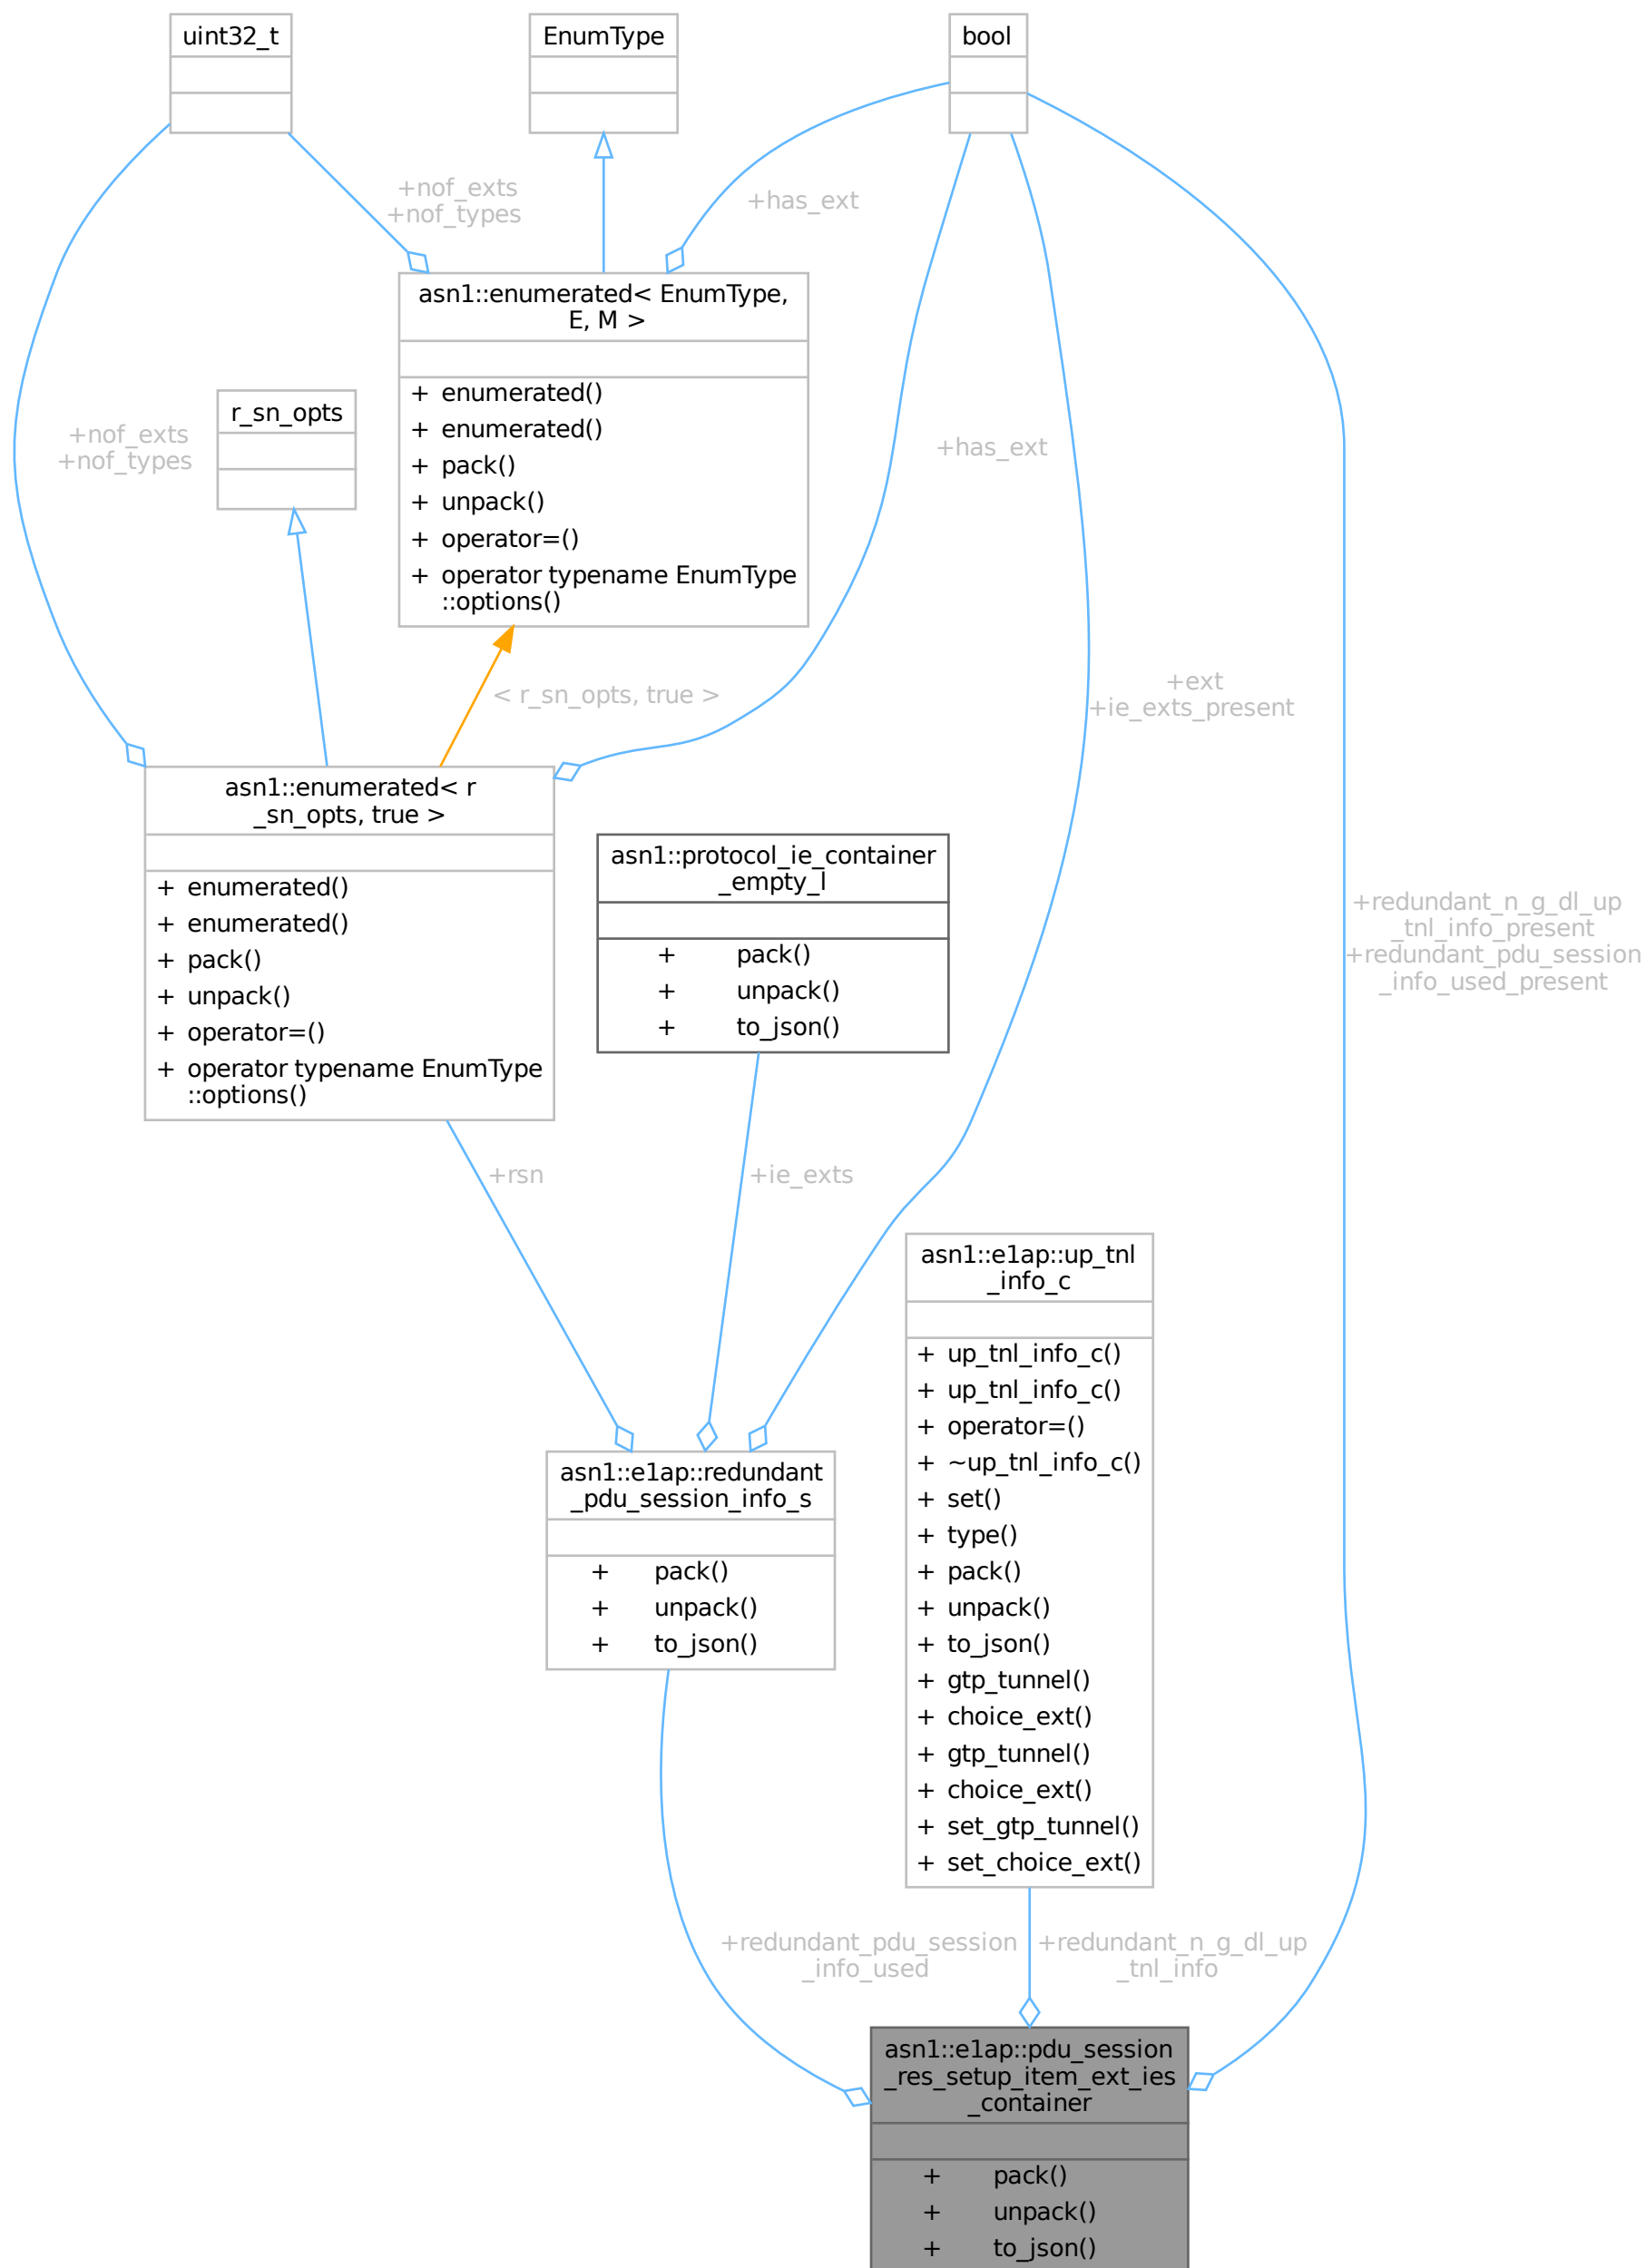 uint32_t
EnumType
bool
+nof_exts
+nof_types
+has_ext
asn1::enumerated< EnumType,
E, M >
+ enumerated()
+ enumerated()
+ pack()
+ unpack()
+ operator=()
+ operator typename EnumType
::options()
r_sn_opts
+nof_exts
+nof_types
+has_ext
< r_sn_opts, true >
+ext
+ie_exts_present
asn1::enumerated< r
_sn_opts, true >
+ enumerated()
+ enumerated()
+ pack()
+ unpack()
+ operator=()
+ operator typename EnumType
::options()
asn1::protocol_ie_container
_empty_l
+ pack()
+ unpack()
+ to_json()
+redundant_n_g_dl_up
_tnl_info_present
+redundant_pdu_session
_info_used_present
+rsn
+ie_exts
asn1::e1ap::up_tnl
_info_c
+ up_tnl_info_c()
+ up_tnl_info_c()
+ operator=()
+ ~up_tnl_info_c()
+ set()
+ type()
+ pack()
+ unpack()
+ to_json()
+ gtp_tunnel()
+ choice_ext()
+ gtp_tunnel()
+ choice_ext()
+ set_gtp_tunnel()
+ set_choice_ext()
asn1::e1ap::redundant
_pdu_session_info_s
+ pack()
+ unpack()
+ to_json()
+redundant_pdu_session
_info_used
+redundant_n_g_dl_up
_tnl_info
asn1::e1ap::pdu_session
_res_setup_item_ext_ies
_container
+ pack()
+ unpack()
+ to_json()